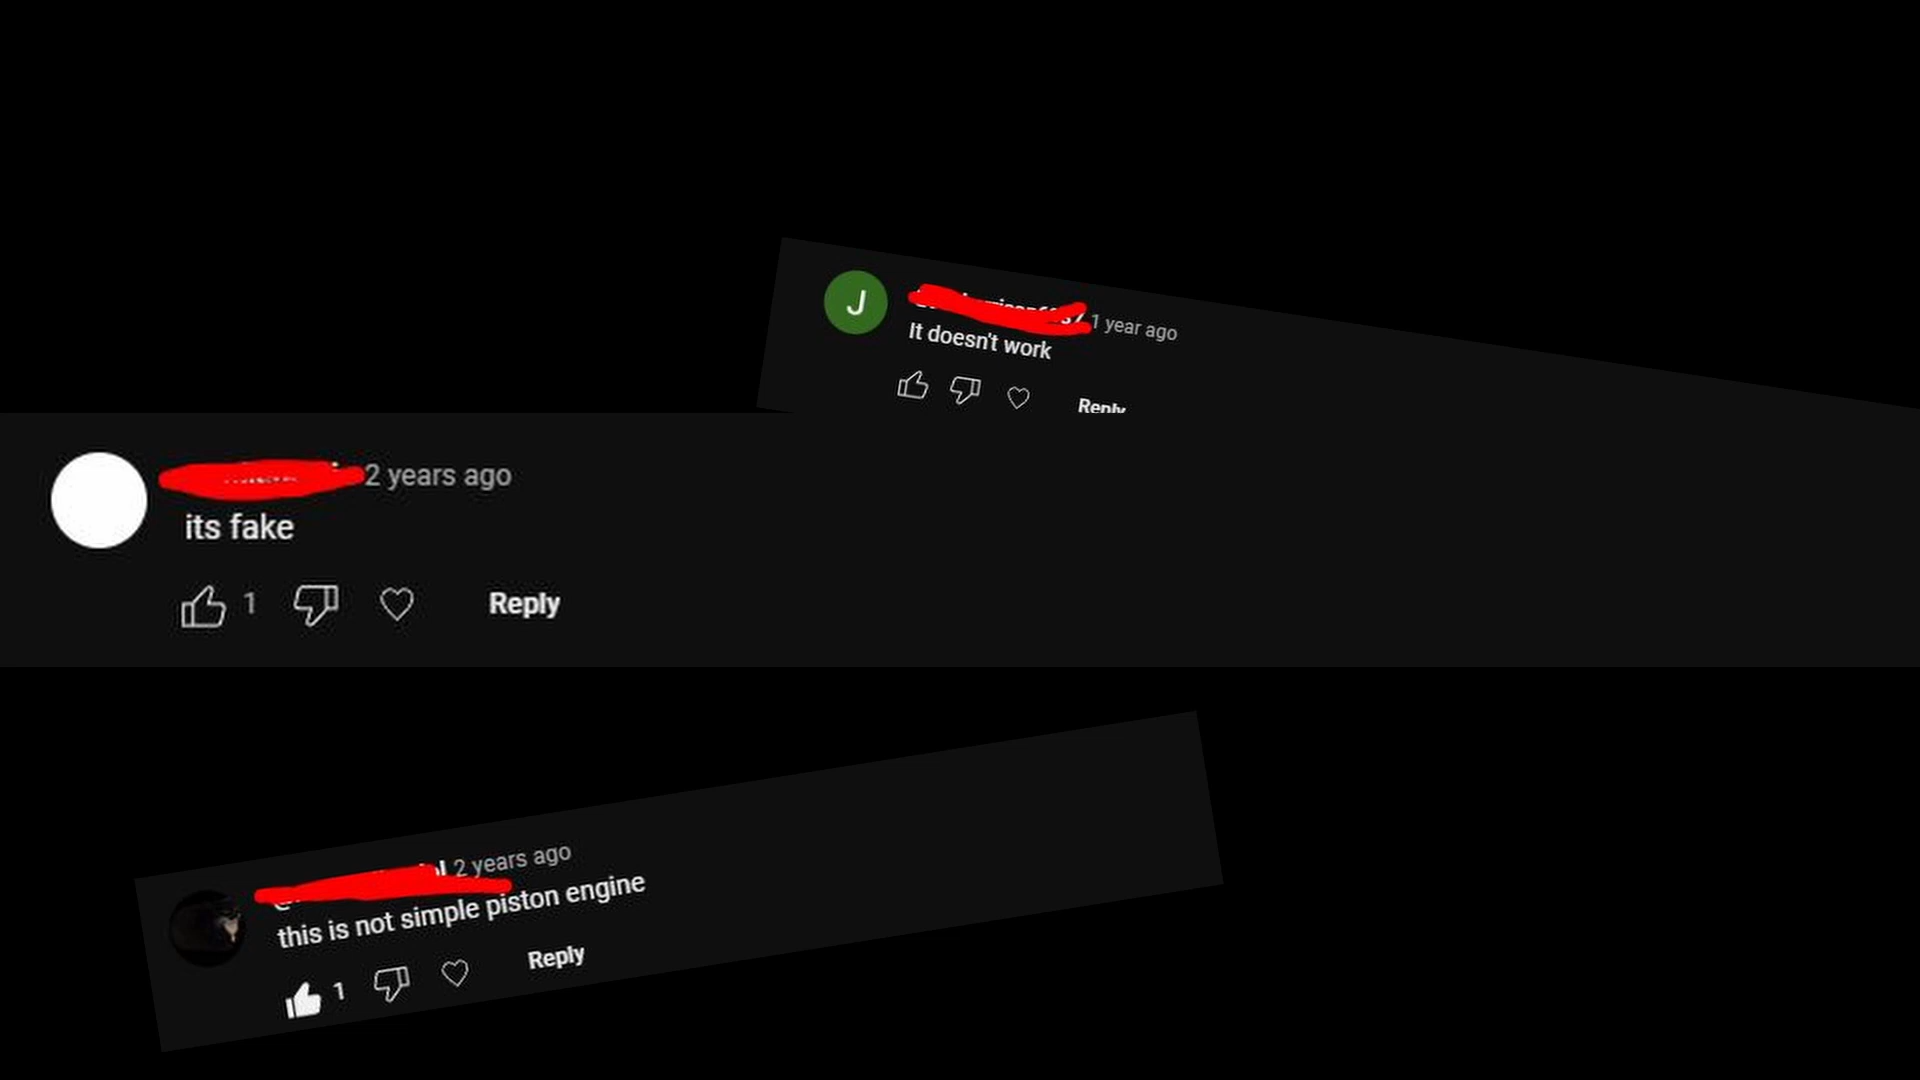 J
1 year ago
It doesn't work
Reply
2 years ago
its fake
1
Reply
2 years ago
this is not simple piston engine
1
Reply